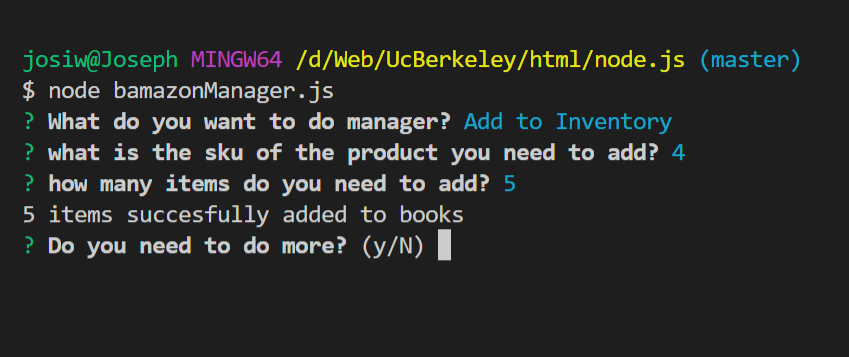 josiw@Joseph MINGW64 /d/Web/UcBerkeley/html/node.js (master)
$ node bamazonManager.js
? What do you want to do manager? Add to Inventory
? what is the sku of the product you need to add? 4
? how many items do you need to add? 5
5 items succesfully added to books
? Do you need to do more? (y/N)